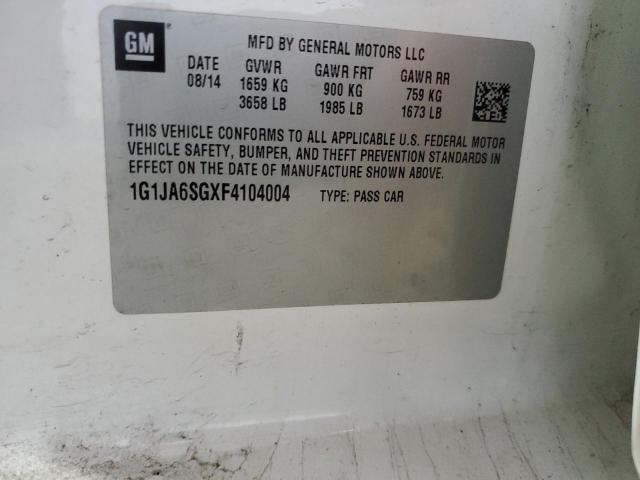 GM
MFD BY GENERAL MOTORS LLC
DATE GVWR GAWR FRT GAWR RR
08/14 1659 KG 900 KG 759 KG
3658 LB 1985 LB 1673 LB
THIS VEHICLE CONFORMS TO ALL APPLICABLE U.S. FEDERAL MOTOR
VEHICLE SAFETY, BUMPER, AND THEFT PREVENTION STANDARDS IN
EFFECT ON THE DATE OF MANUFACTURE SHOWN ABOVE.
1G1JA6SGXF4104004 TYPE: PASS CAR